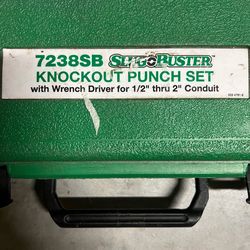 7238SB SLUGBUSTER
KNOCKOUT PUNCH SET
with Wrench Driver for 1/2" thru 2" Conduit